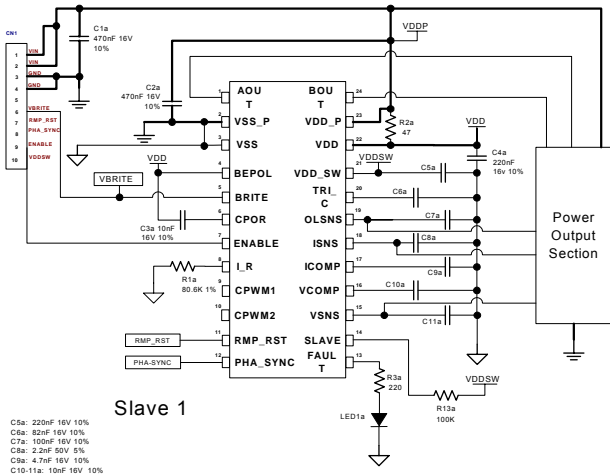 CN1
1 VIN
2 VIN
3 GND
4 GND
5
6 VBRITE
7 RMP_RST
8 PHA_SYNC
9 ENABLE
10 VDDSW
C1a
470nF 16V
10%
C2a
470nF 16V
10%
VDDP
R2a
47
VDD
C4a
220nF
16v 10%
VDDSW
1 AOUT
2 VSS_P
3 VSS
4 BEPOL
5 BRITE
6 CPOR
7 ENABLE
8 I_R
9 CPWM1
10 CPWM2
11 RMP_RST
12 PHA_SYNC
24 BOUT
23 VDD_P
22 VDD
21 VDD_SW
20 TRI_C
19 OLSNS
18 ISNS
17 ICOMP
16 VCOMP
15 VSNS
14 SLAVE
13 FAULT
C5a
C6a
C7a
C8a
C9a
C10a
C11a
Power
Output
Section
VDD
VBRITE
C3a 10nF
16V 10%
R1a
80.6K 1%
RMP_RST
PHA-SYNC
R3a
220
LED1a
R13a
100K
VDDSW
Slave 1
C5a: 220nF 16V 10%
C6a: 82nF 16V 10%
C7a: 100nF 16V 10%
C8a: 2.2nF 50V 5%
C9a: 4.7nF 16V 10%
C10-11a: 10nF 16V 10%